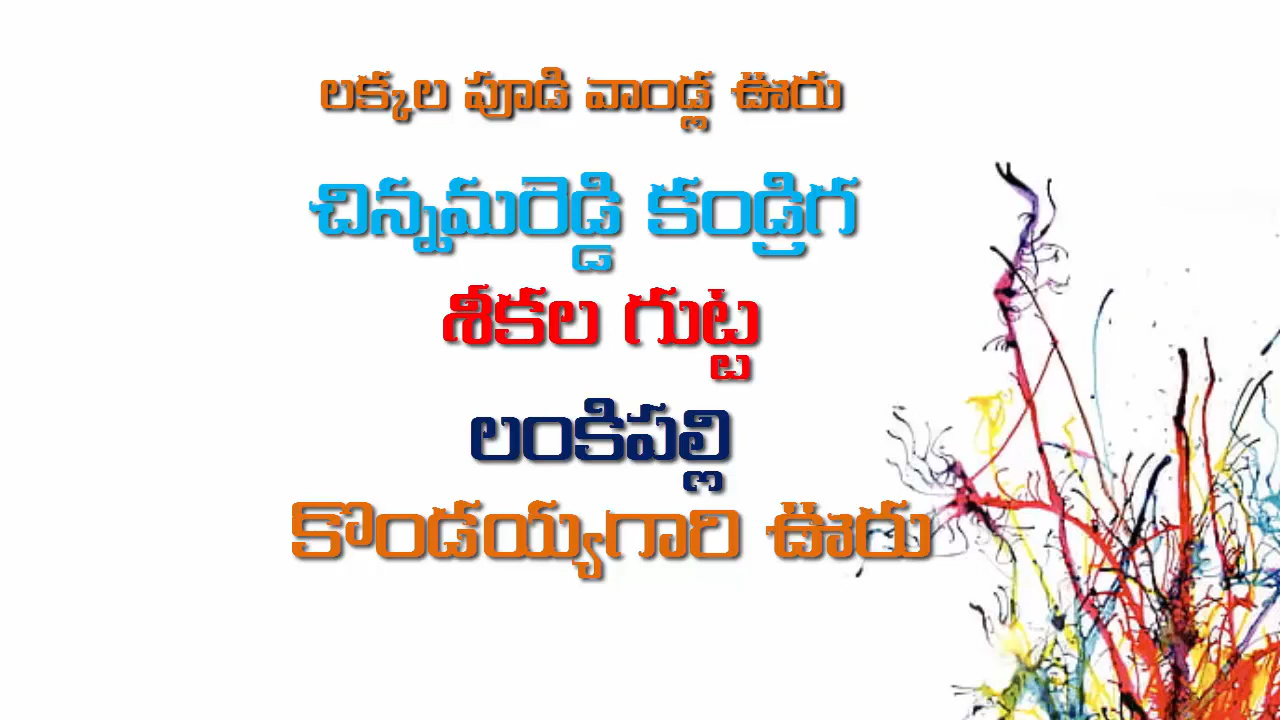 లక్కల పూడి వాండ్ల ఊరు
చిన్నమరెడ్డి కండ్రిగ
శీకల గుట్ట
లంకిపల్లి
కొండయ్యగారి ఊరు